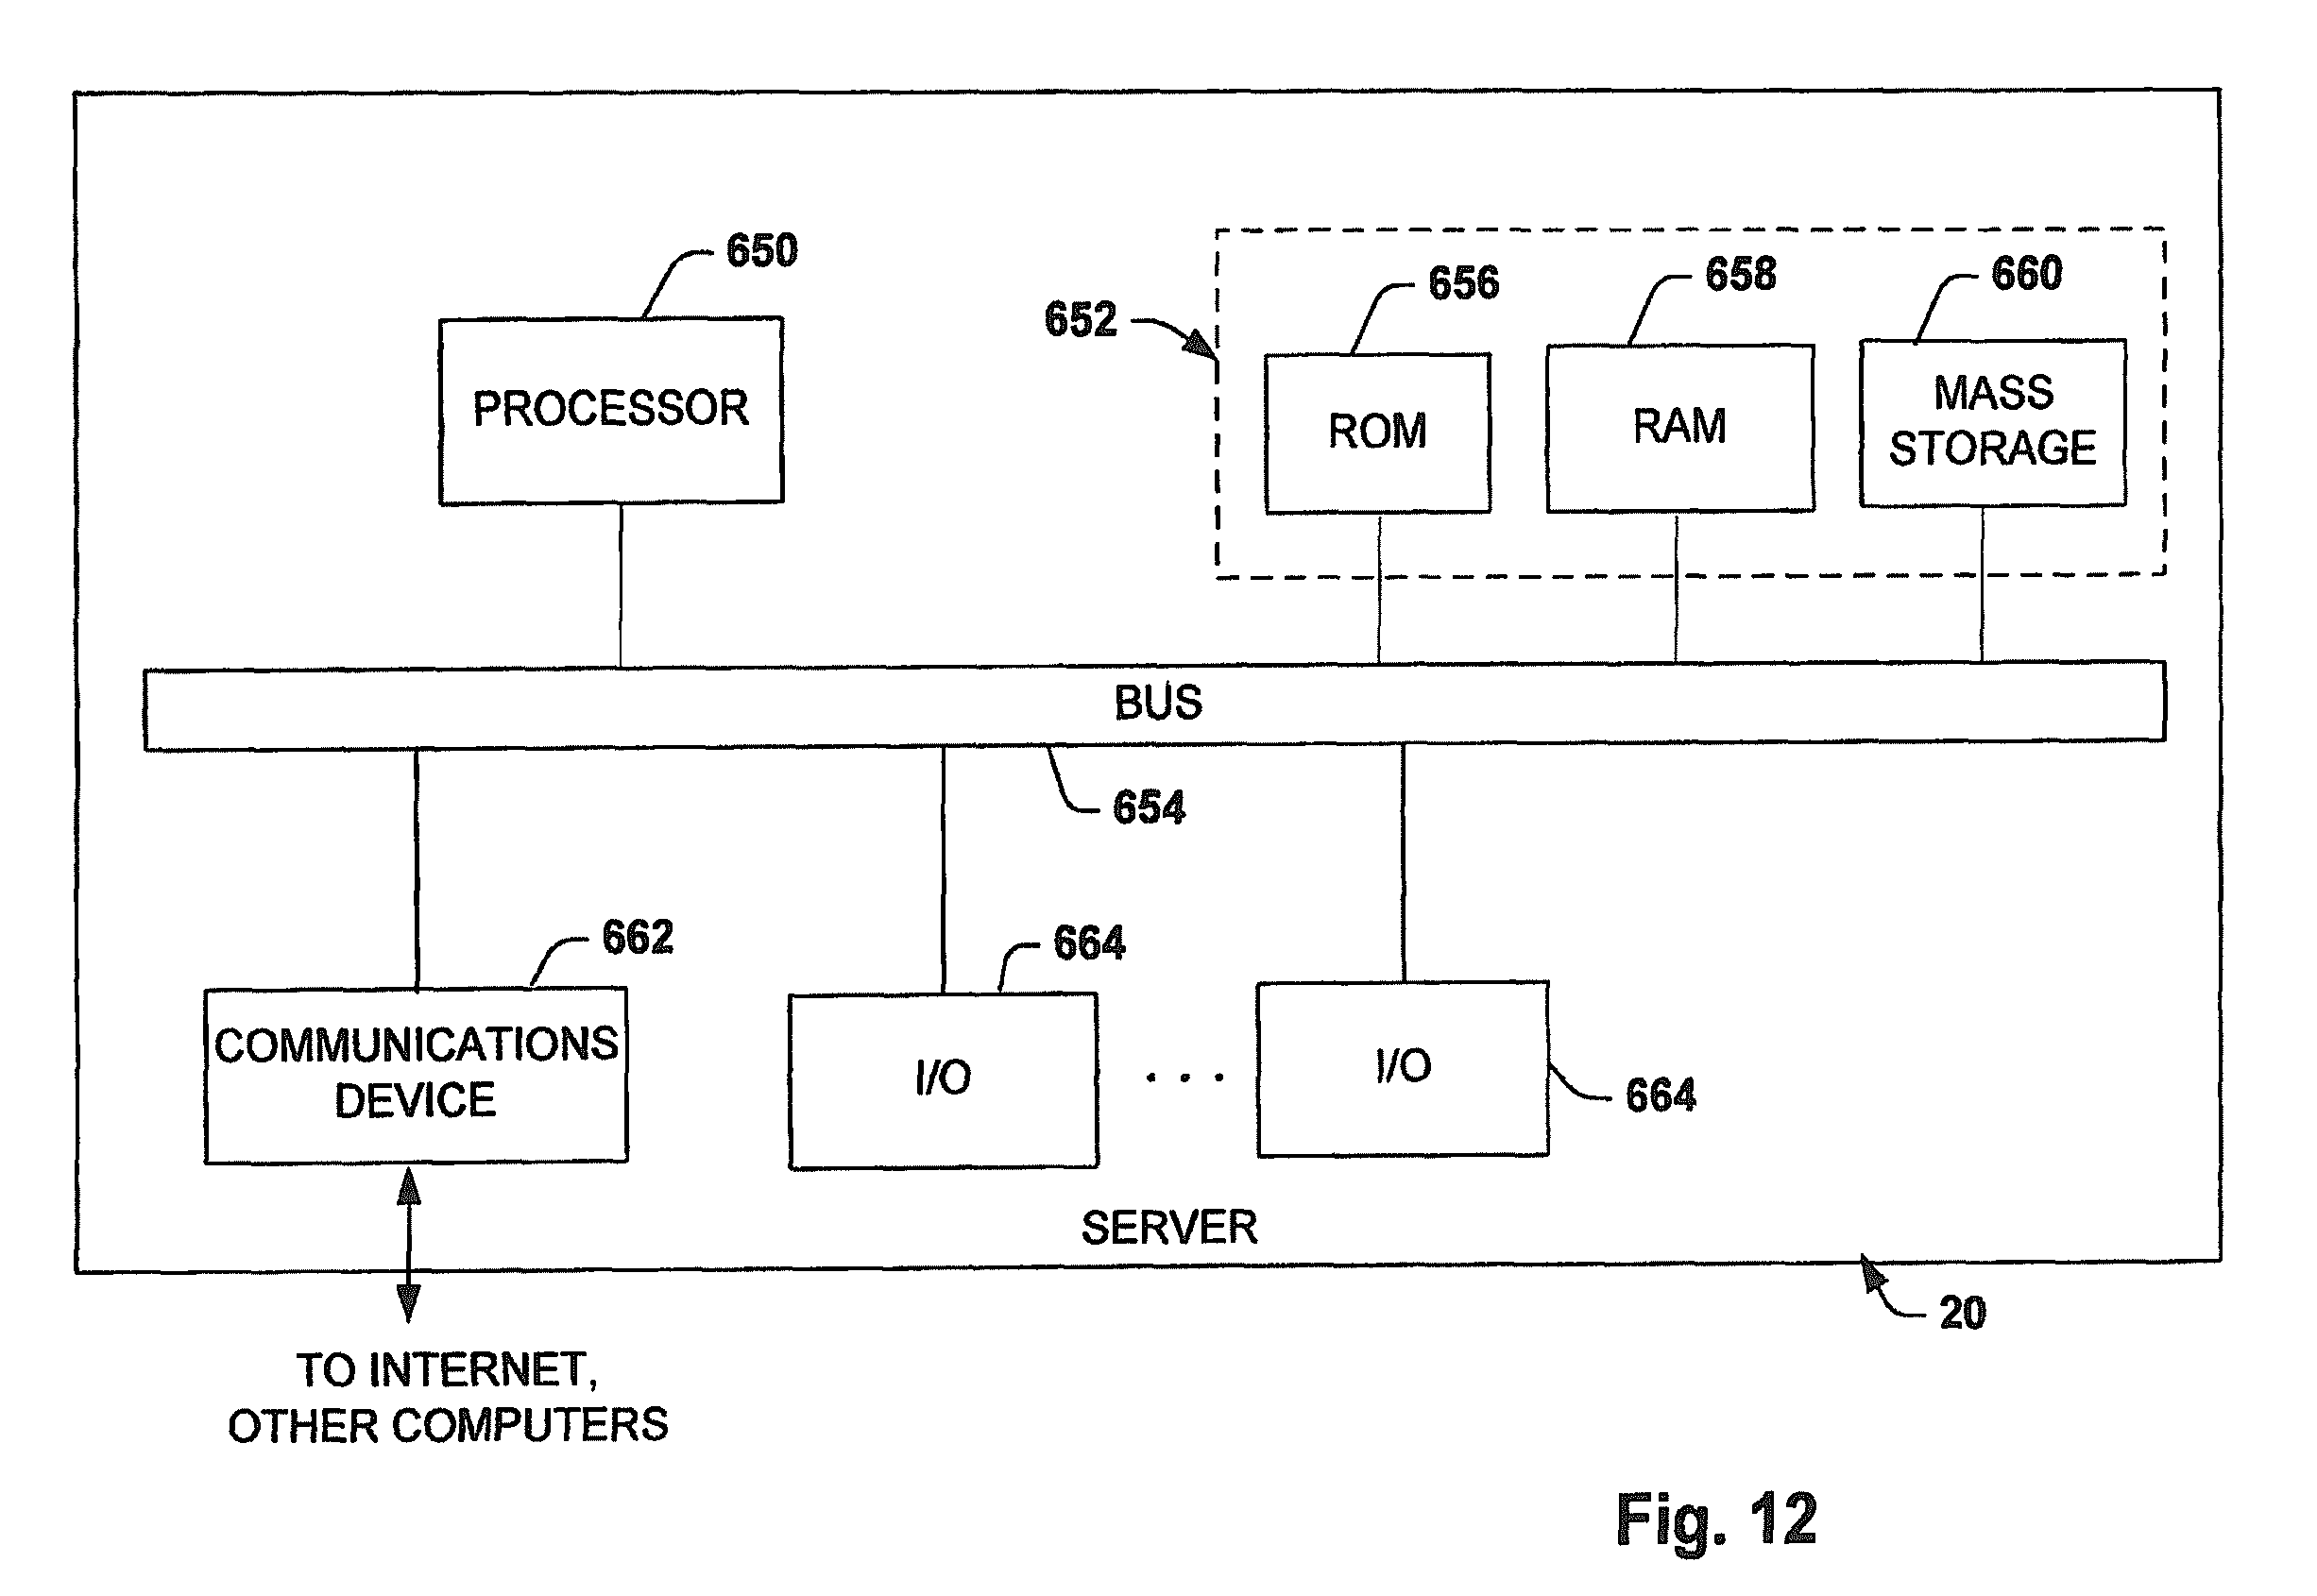 650
PROCESSOR
652
656
ROM
658
RAM
660
MASS
STORAGE
BUS
654
662
COMMUNICATIONS
DEVICE
664
I/O
. . .
I/O
664
SERVER
20
TO INTERNET,
OTHER COMPUTERS
Fig. 12